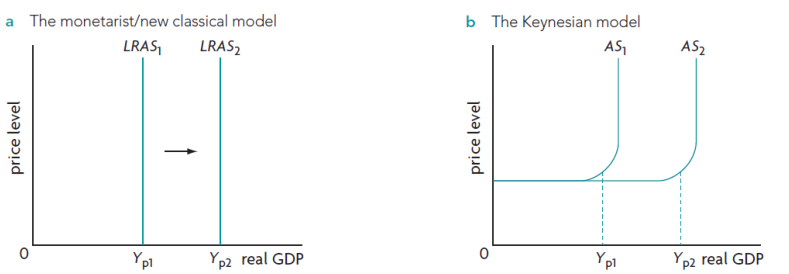 a The monetarist/new classical model
LRAS₁ LRAS₂
price level
0
Yp1
Yp2 real GDP
b The Keynesian model
AS₁ AS₂
price level
0
Yp1
Yp2 real GDP